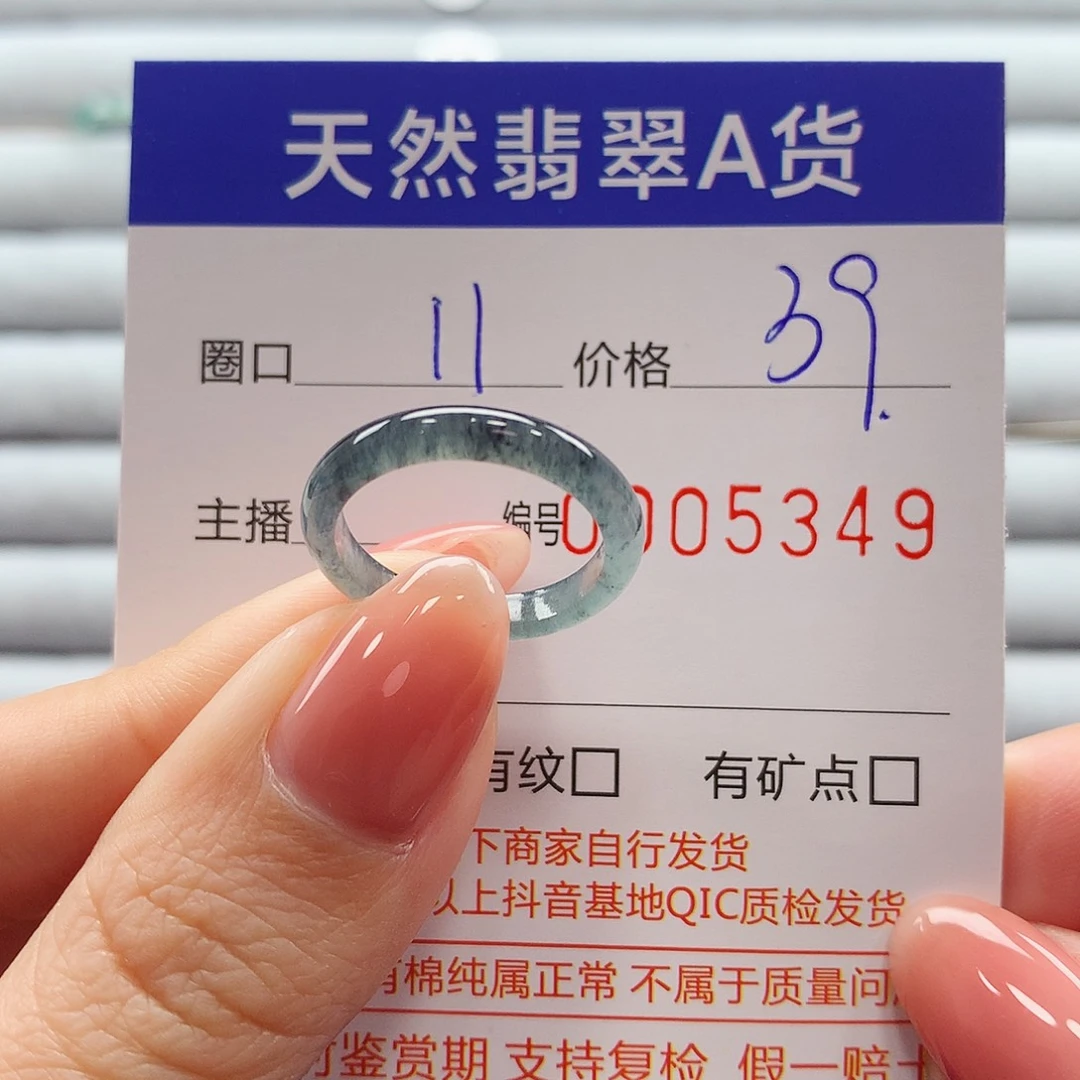 天然翡翠A货
圈口 11 价格 39.
主播 编号 0005349
有纹□ 有矿点□
下商家自行发货
以上抖音基地QIC质检发货
有棉纯属正常 不属于质量问
鉴赏期 支持复检 假一赔十